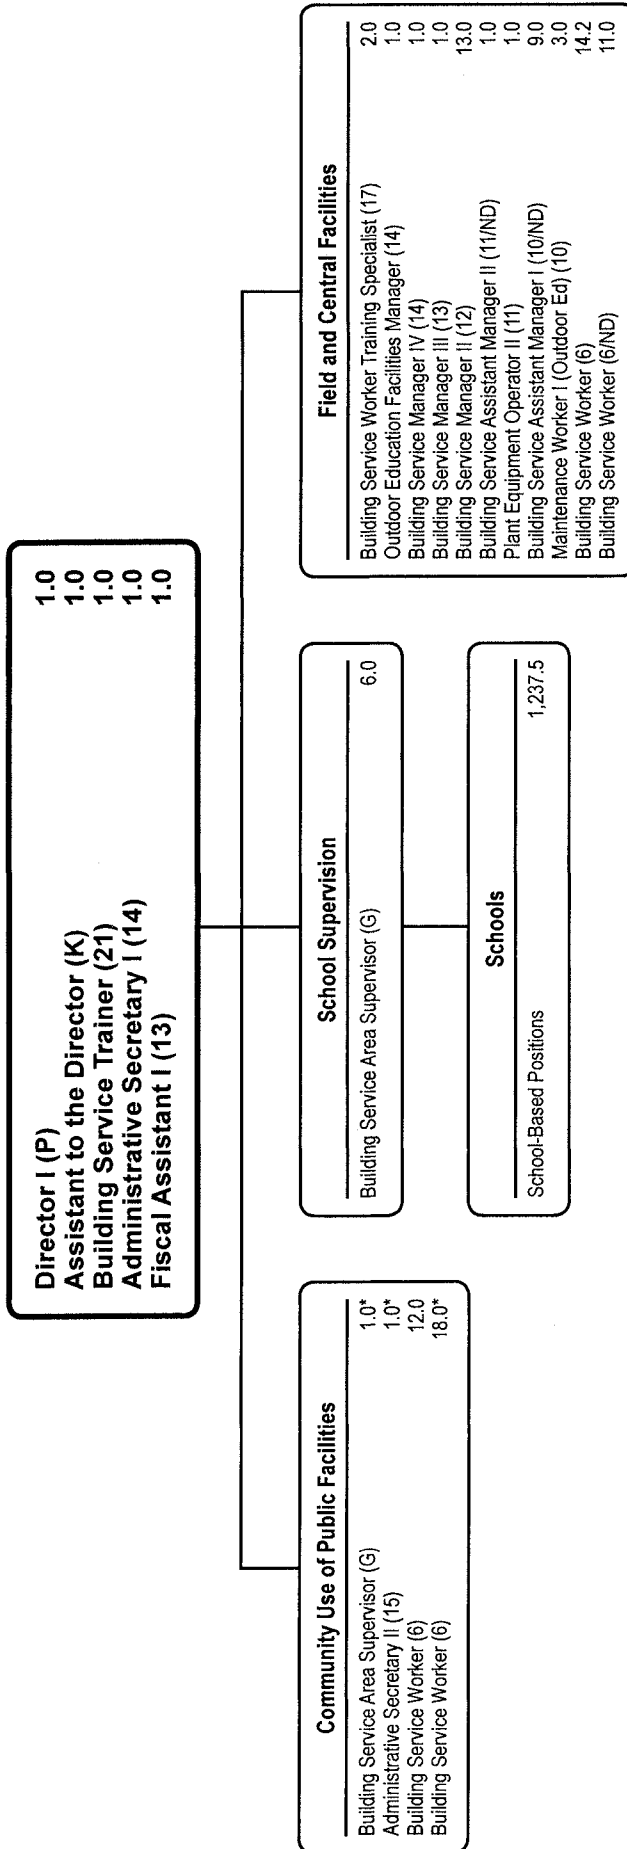 Director I (P) 1.0
Assistant to the Director (K) 1.0
Building Service Trainer (21) 1.0
Administrative Secretary I (14) 1.0
Fiscal Assistant I (13) 1.0
Community Use of Public Facilities
Building Service Area Supervisor (G) 1.0*
Administrative Secretary II (15) 1.0*
Building Service Worker (6) 12.0
Building Service Worker (6) 18.0*
School Supervision
Building Service Area Supervisor (G) 6.0
Schools
School-Based Positions 1,237.5
Field and Central Facilities
Building Service Worker Training Specialist (17) 2.0
Outdoor Education Facilities Manager (14) 1.0
Building Service Manager IV (14) 1.0
Building Service Manager III (13) 1.0
Building Service Manager II (12) 13.0
Building Service Assistant Manager II (11/ND) 1.0
Plant Equipment Operator II (11) 1.0
Building Service Assistant Manager I (10/ND) 9.0
Maintenance Worker I (Outdoor Ed) (10) 3.0
Building Service Worker (6) 14.2
Building Service Worker (6/ND) 11.0